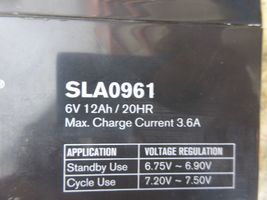 SLA0961
6V 12Ah / 20HR
Max. Charge Current 3.6A
APPLICATION VOLTAGE REGULATION
Standby Use 6.75V ~ 6.90V
Cycle Use 7.20V ~ 7.50V